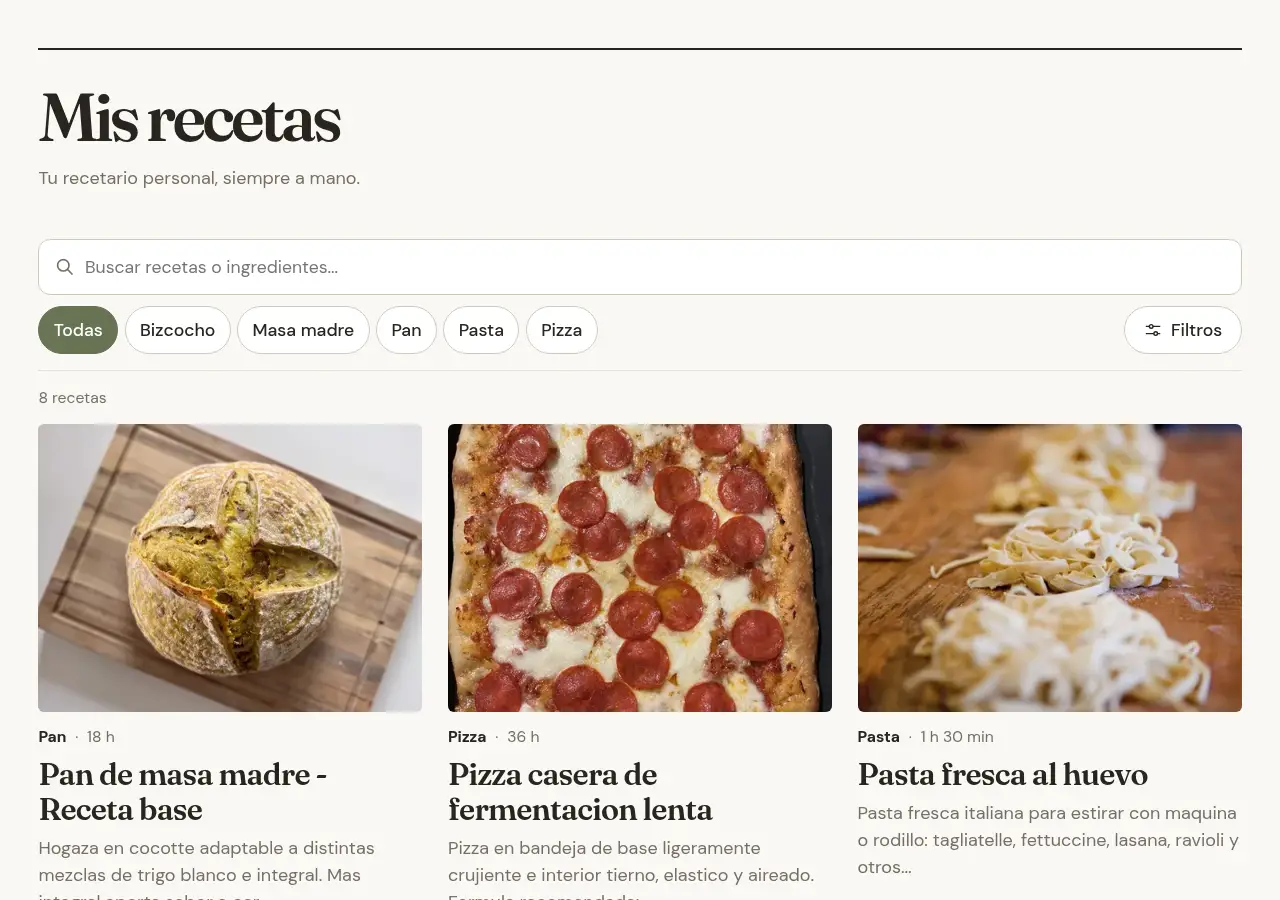 Mis recetas
Tu recetario personal, siempre a mano.
Buscar recetas o ingredientes...
Todas
Bizcocho
Masa madre
Pan
Pasta
Pizza
Filtros
8 recetas
Pan · 18 h
Pan de masa madre -
Receta base
Hogaza en cocotte adaptable a distintas
mezclas de trigo blanco e integral. Mas
Pizza · 36 h
Pizza casera de
fermentacion lenta
Pizza en bandeja de base ligeramente
crujiente e interior tierno, elastico y aireado.
Pasta · 1 h 30 min
Pasta fresca al huevo
Pasta fresca italiana para estirar con maquina
o rodillo: tagliatelle, fettuccine, lasana, ravioli y
otros...